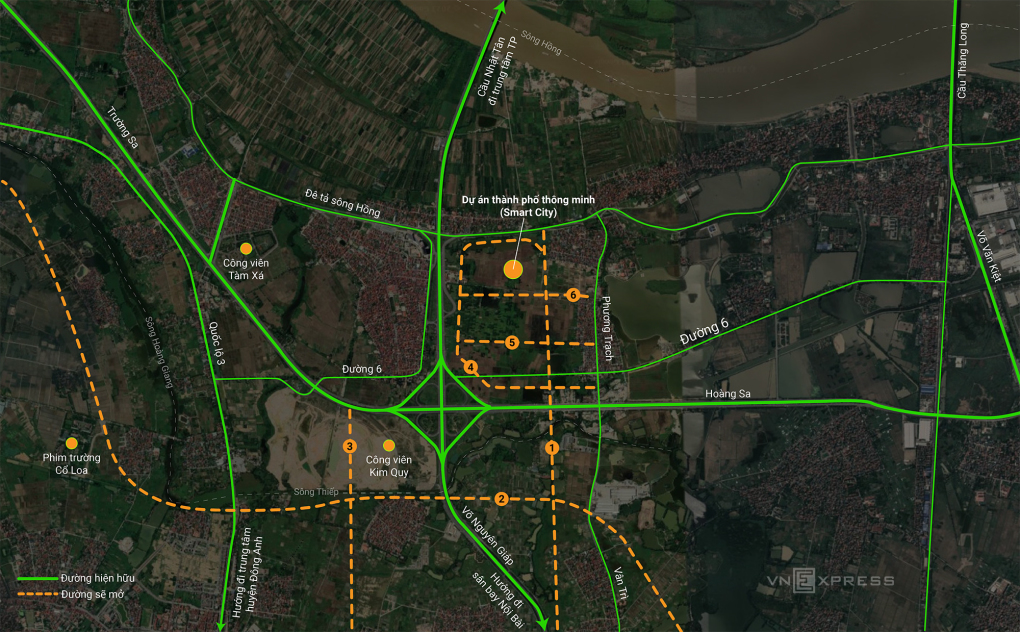 Sông Hồng
Cầu Nhật Tân
đi trung tâm TP
Cầu Thăng Long
Trường Sa
Đê tả sông Hồng
Dự án thành phố thông minh
(Smart City)
Công viên
Tàm Xá
Võ Văn Kiệt
6
Phương Trạch
Đường 6
Sông Hoàng Giang
Quốc lộ 3
5
4
Đường 6
Hoàng Sa
Phim trường
Cổ Loa
3
Công viên
Kim Quy
1
Sông Thiếp
2
Võ Nguyên Giáp
Hướng đi
sân bay Nội Bài
Vân Trì
Hướng đi trung tâm
huyện Đông Anh
Đường hiện hữu
Đường sẽ mở
VNEXPRESS